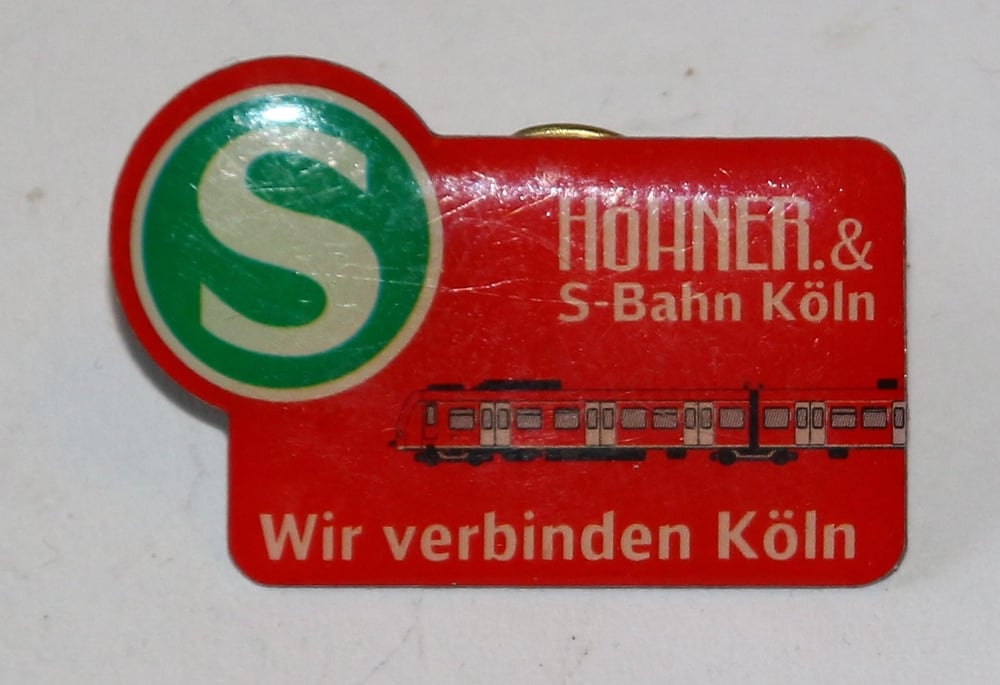 S
HÖHNER. &
S-Bahn Köln
Wir verbinden Köln